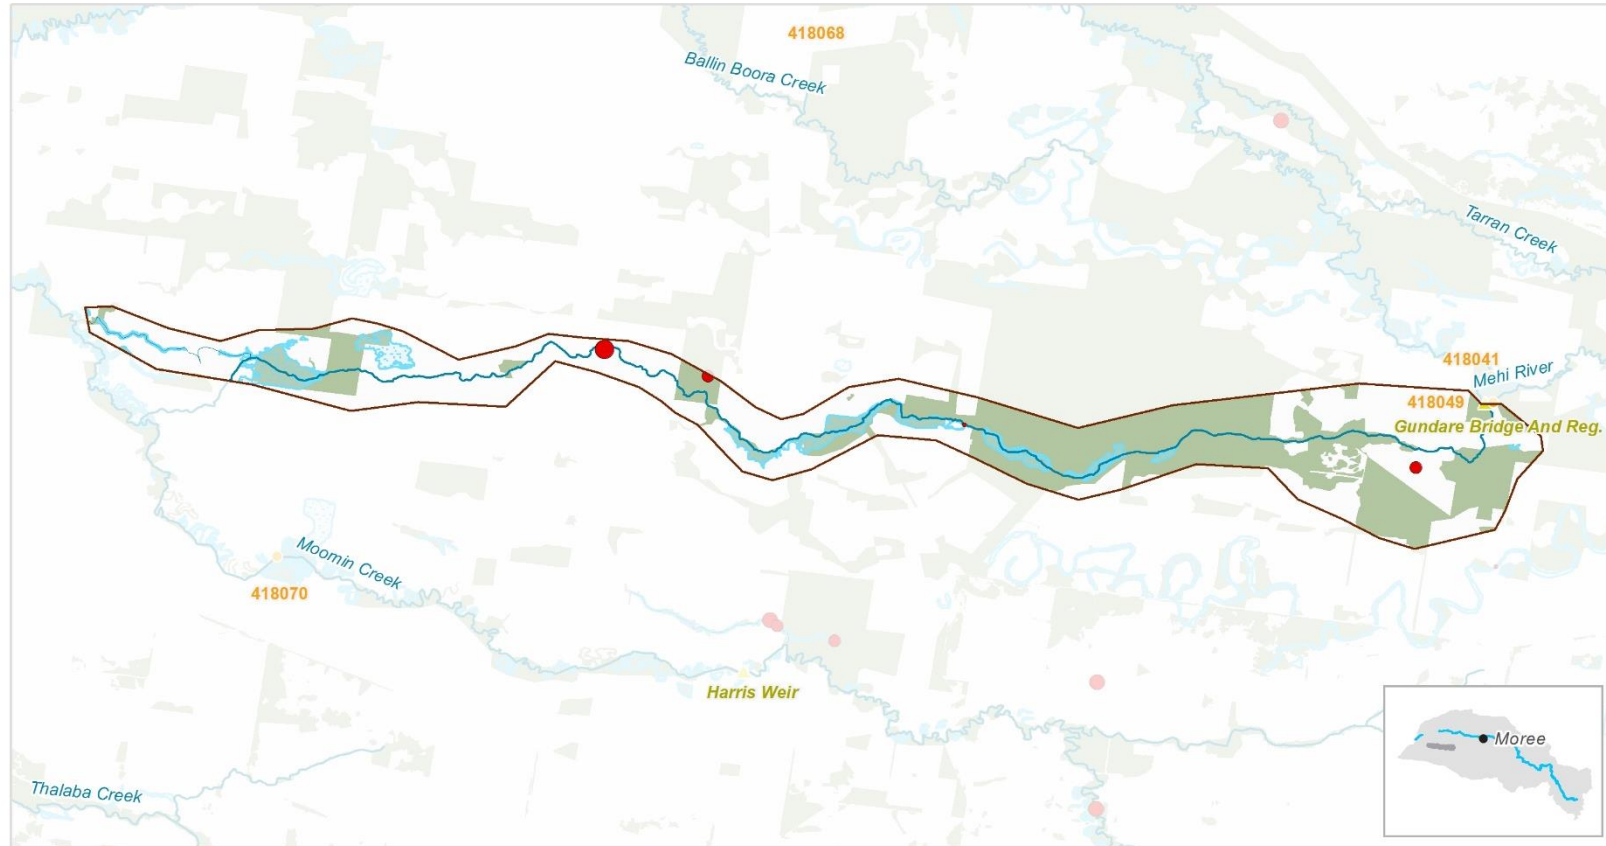 418068
Ballin Boora Creek
Tarran Creek
418041
Mehi River
418049
Gundare Bridge And Reg.
Moomin Creek
418070
Harris Weir
Moree
Thalaba Creek